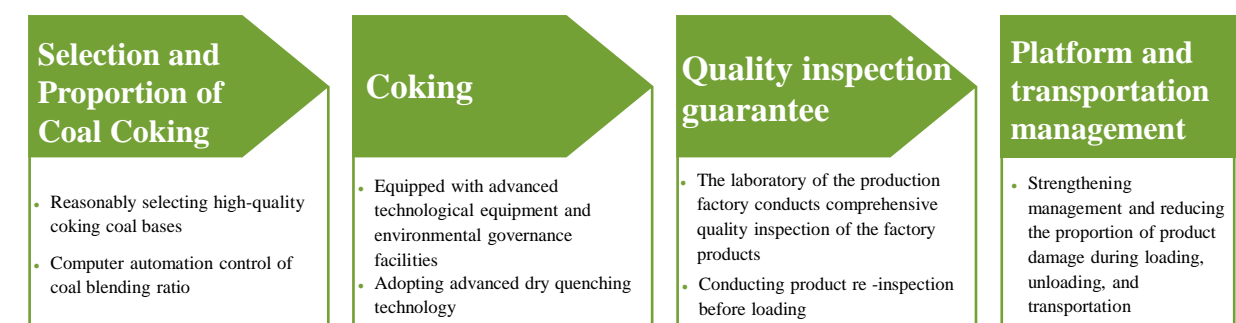 Selection and
Proportion of
Coal Coking
• Reasonably selecting high-quality
coking coal bases
• Computer automation control of
coal blending ratio
Coking
• Equipped with advanced
technological equipment and
environmental governance
facilities
• Adopting advanced dry quenching
technology
Quality inspection
guarantee
• The laboratory of the production
factory conducts comprehensive
quality inspection of the factory
products
• Conducting product re -inspection
before loading
Platform and
transportation
management
• Strengthening
management and reducing
the proportion of product
damage during loading,
unloading, and
transportation